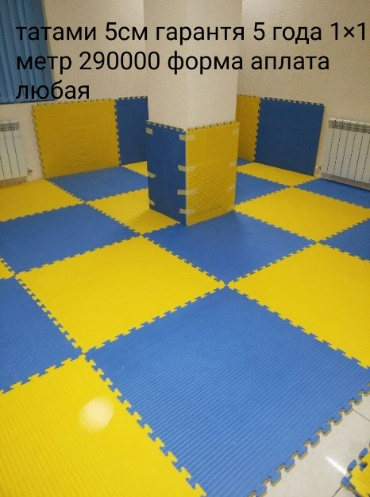 татами 5см гарантя 5 года 1×1
метр 290000 форма аплата
любая